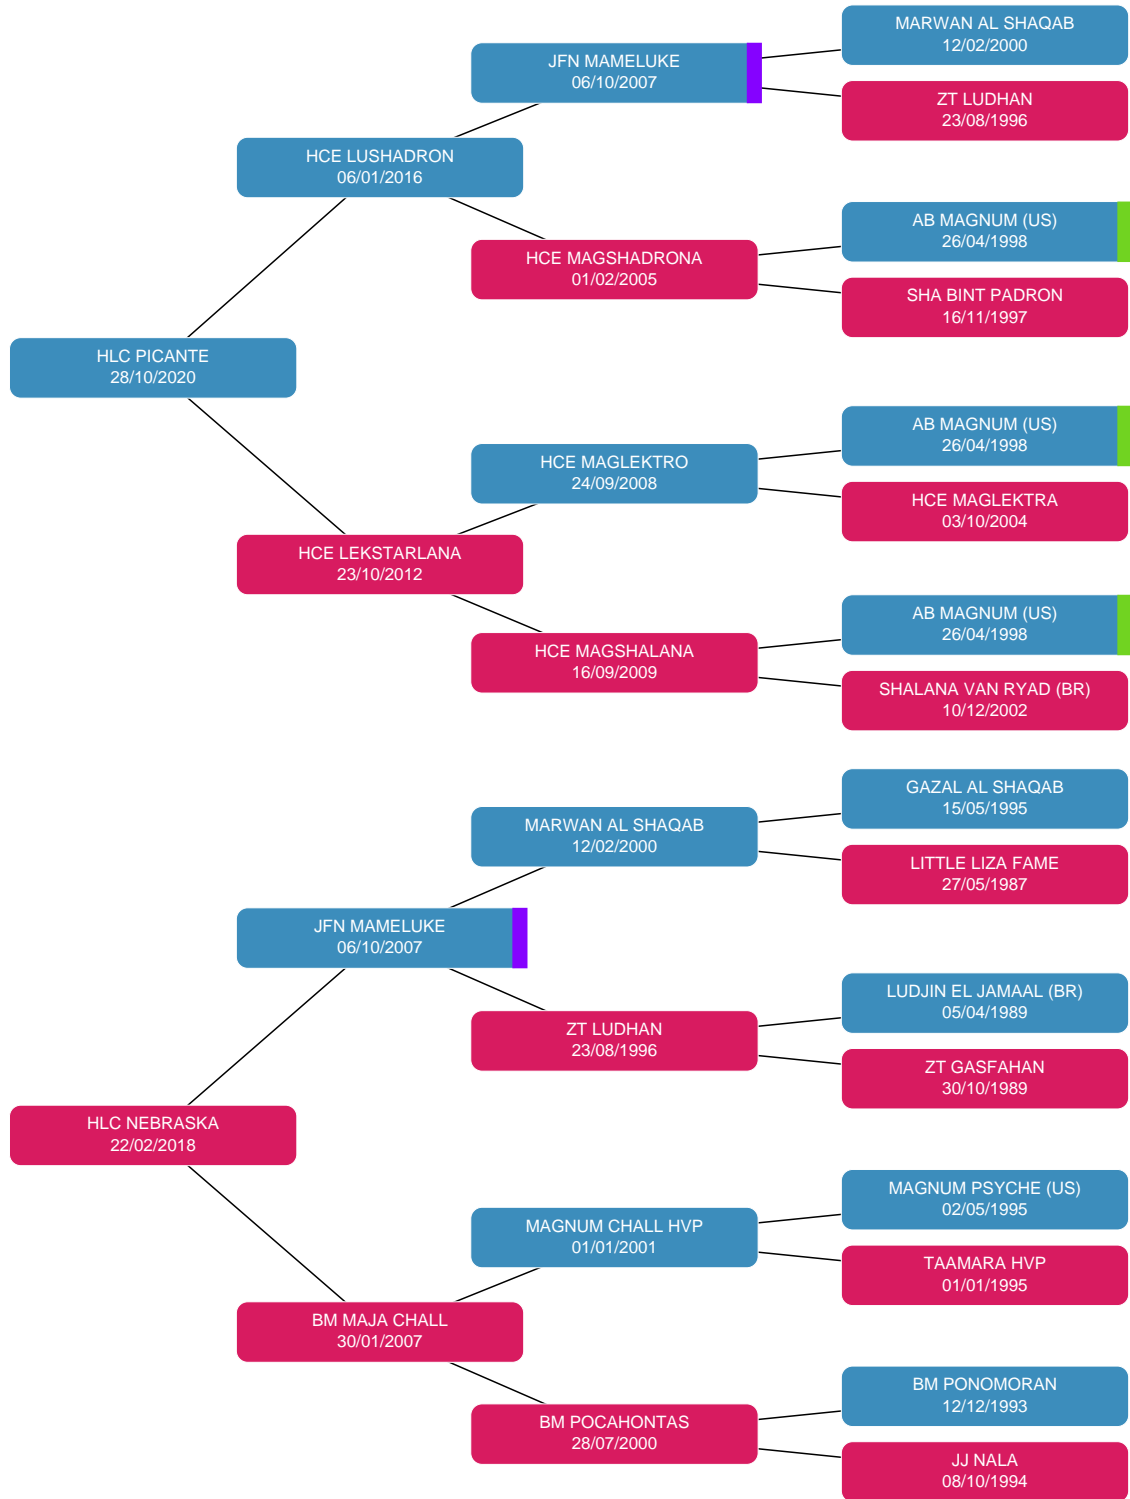 MARWAN AL SHAQAB
12/02/2000
JFN MAMELUKE
06/10/2007
ZT LUDHAN
23/08/1996
HCE LUSHADRON
06/01/2016
AB MAGNUM (US)
26/04/1998
HCE MAGSHADRONA
01/02/2005
SHA BINT PADRON
16/11/1997
HLC PICANTE
28/10/2020
AB MAGNUM (US)
26/04/1998
HCE MAGLEKTRO
24/09/2008
HCE MAGLEKTRA
03/10/2004
HCE LEKSTARLANA
23/10/2012
AB MAGNUM (US)
26/04/1998
HCE MAGSHALANA
16/09/2009
SHALANA VAN RYAD (BR)
10/12/2002
GAZAL AL SHAQAB
15/05/1995
MARWAN AL SHAQAB
12/02/2000
LITTLE LIZA FAME
27/05/1987
JFN MAMELUKE
06/10/2007
LUDJIN EL JAMAAL (BR)
05/04/1989
ZT LUDHAN
23/08/1996
ZT GASFAHAN
30/10/1989
HLC NEBRASKA
22/02/2018
MAGNUM PSYCHE (US)
02/05/1995
MAGNUM CHALL HVP
01/01/2001
TAAMARA HVP
01/01/1995
BM MAJA CHALL
30/01/2007
BM PONOMORAN
12/12/1993
BM POCAHONTAS
28/07/2000
JJ NALA
08/10/1994